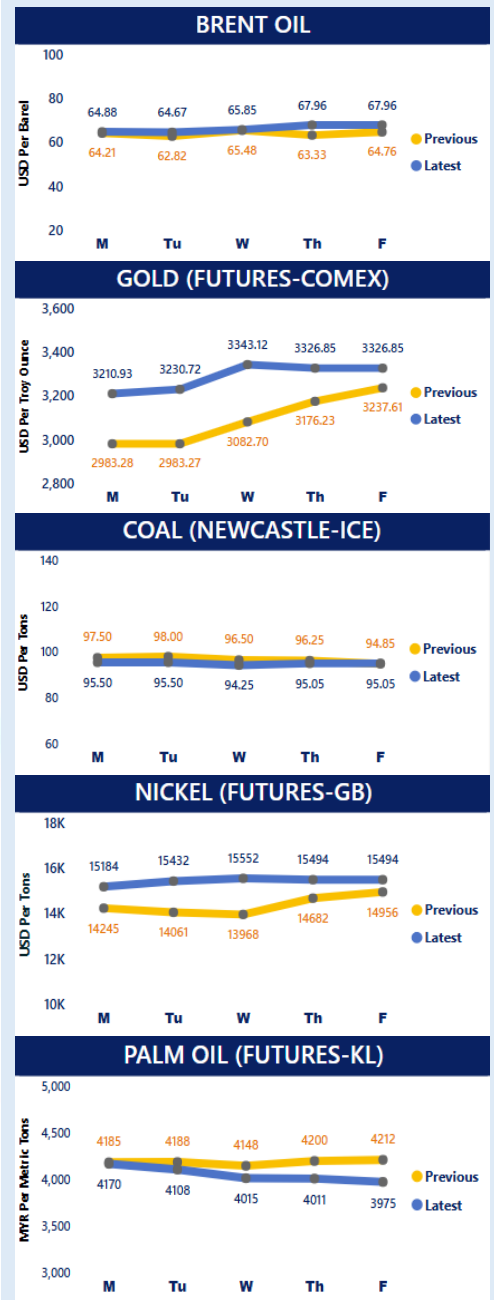 BRENT OIL
USD Per Barel
100
80
60
40
20
64.88 64.67 65.85 67.96 67.96
64.21 62.82 65.48 63.33 64.76
Previous
Latest
M Tu W Th F
GOLD (FUTURES-COMEX)
USD Per Troy Ounce
3,600
3,400
3,200
3,000
2,800
3210.93 3230.72 3343.12 3326.85 3326.85
2983.28 2983.27 3082.70 3176.23 3237.61
Previous
Latest
M Tu W Th F
COAL (NEWCASTLE-ICE)
USD Per Tons
140
120
100
80
60
97.50 98.00 96.50 96.25 94.85
95.50 95.50 94.25 95.05 95.05
Previous
Latest
M Tu W Th F
NICKEL (FUTURES-GB)
USD Per Tons
18K
16K
14K
12K
10K
15184 15432 15552 15494 15494
14245 14061 13968 14682 14956
Previous
Latest
M Tu W Th F
PALM OIL (FUTURES-KL)
MYR Per Metric Tons
5,000
4,500
4,000
3,500
3,000
4185 4188 4148 4200 4212
4170 4108 4015 4011 3975
Previous
Latest
M Tu W Th F